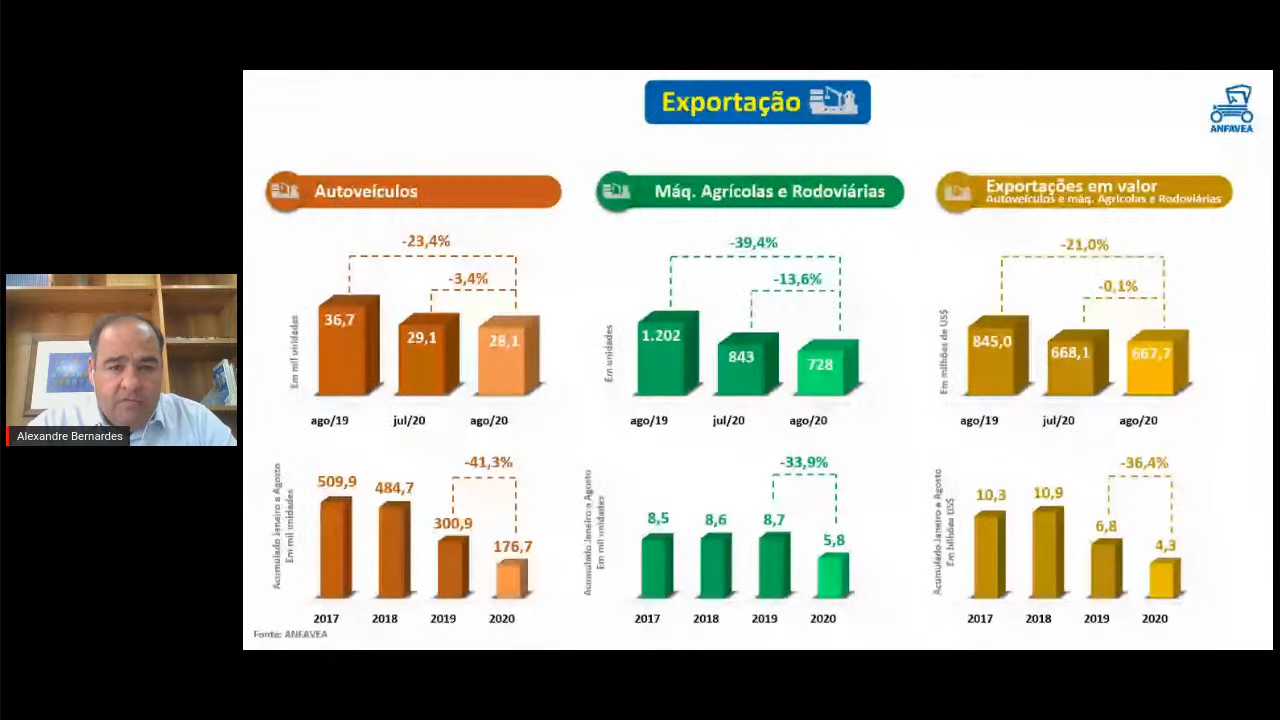 Exportação
ANFAVEA
Autoveículos
Máq. Agrícolas e Rodoviárias
Exportações em valor
Autoveículos e máq. Agrícolas e Rodoviárias
-23,4%
-3,4%
Em mil unidades
36,7
29,1
28,1
ago/19
jul/20
ago/20
-39,4%
-13,6%
Em unidades
1.202
843
728
ago/19
jul/20
ago/20
-21,0%
-0,1%
Em milhões de US$
845,0
668,1
667,7
ago/19
jul/20
ago/20
Alexandre Bernardes
-41,3%
Acumulado Janeiro a Agosto
Em mil unidades
509,9
484,7
300,9
176,7
2017
2018
2019
2020
-33,9%
Acumulado Janeiro a Agosto
Em mil unidades
8,5
8,6
8,7
5,8
2017
2018
2019
2020
-36,4%
Acumulado Janeiro a Agosto
Em bilhões US$
10,3
10,9
6,8
4,3
2017
2018
2019
2020
Fonte: ANFAVEA